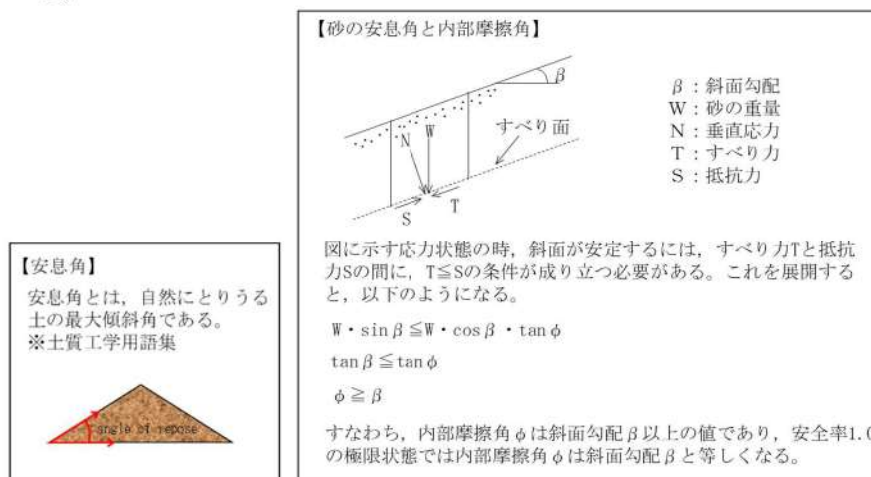 【砂の安息角と内部摩擦角】
β
β：斜面勾配
W：砂の重量
N：垂直応力
T：すべり力
S：抵抗力
N
W
すべり面
S
T
図に示す応力状態の時，斜面が安定するには，すべり力Tと抵抗
力Sの間に，T≦Sの条件が成り立つ必要がある。これを展開する
と，以下のようになる。
W・sinβ≦W・cosβ・tanφ
tanβ≦tanφ
φ≧β
すなわち，内部摩擦角φは斜面勾配β以上の値であり，安全率1.0
の極限状態では内部摩擦角φは斜面勾配βと等しくなる。
【安息角】
安息角とは，自然にとりうる
土の最大傾斜角である。
※土質工学用語集
angle of repose